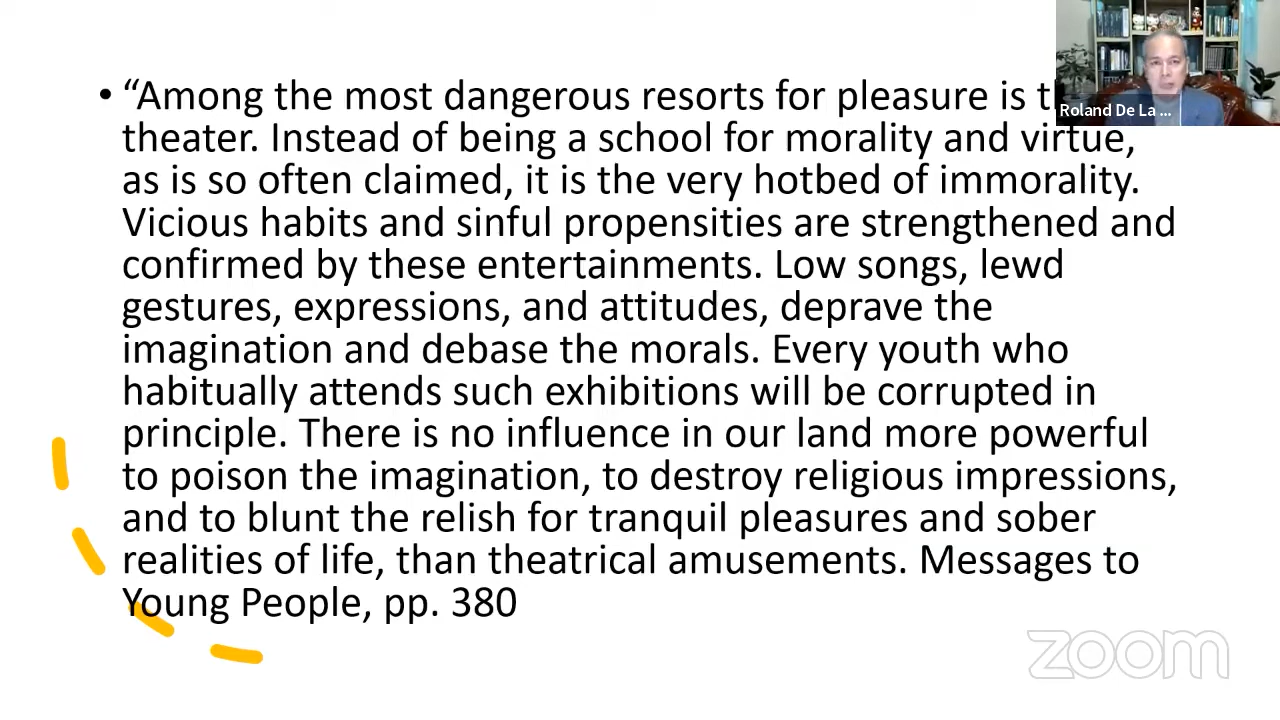 • “Among the most dangerous resorts for pleasure is
theater. Instead of being a school for morality and virtue,
as is so often claimed, it is the very hotbed of immorality.
Vicious habits and sinful propensities are strengthened and
confirmed by these entertainments. Low songs, lewd
gestures, expressions, and attitudes, deprave the
imagination and debase the morals. Every youth who
habitually attends such exhibitions will be corrupted in
principle. There is no influence in our land more powerful
to poison the imagination, to destroy religious impressions,
and to blunt the relish for tranquil pleasures and sober
realities of life, than theatrical amusements. Messages to
Young People, pp. 380
Roland De La ...
zoom